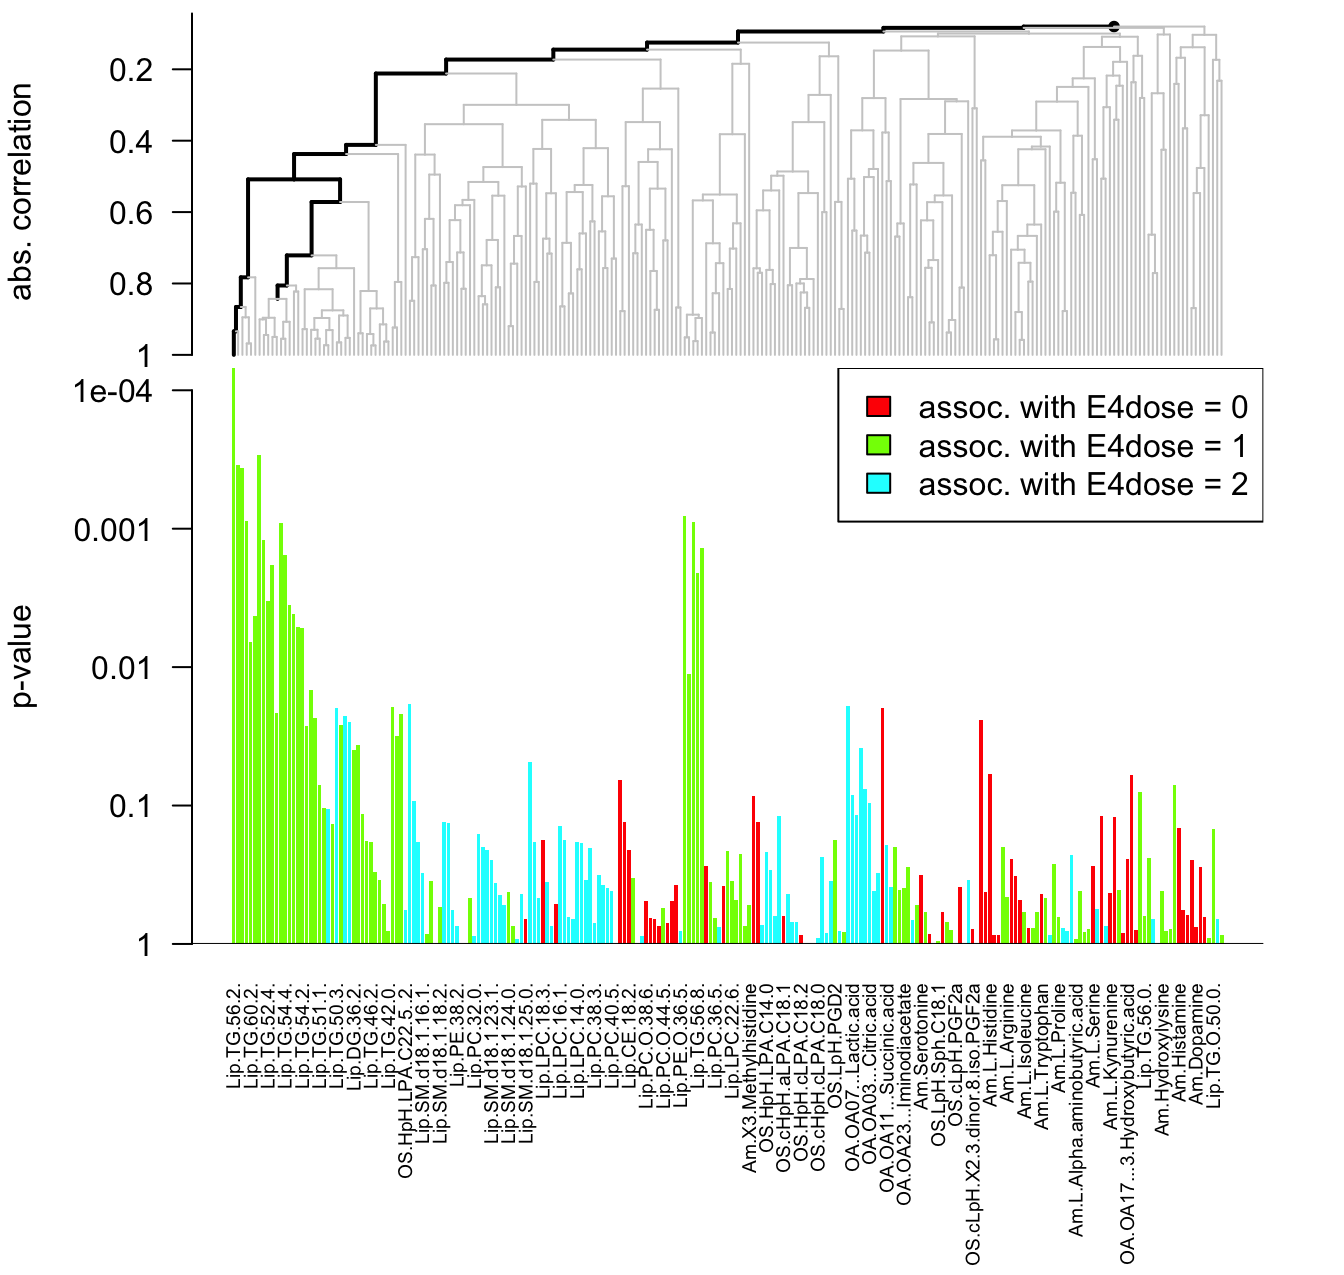 abs. correlation
0.2
0.4
0.6
0.8
1
p-value
1e-04
0.001
0.01
0.1
1
assoc. with E4dose = 0
assoc. with E4dose = 1
assoc. with E4dose = 2
Lip.TG.56.2.
Lip.TG.60.2.
Lip.TG.52.4.
Lip.TG.54.4.
Lip.TG.54.2.
Lip.TG.51.1.
Lip.TG.50.3.
Lip.DG.36.2.
Lip.TG.46.2.
Lip.TG.42.0.
OS.HpH.LPA.C22.5..2.
Lip.SM.d18.1.16.1.
Lip.SM.d18.1.18.2.
Lip.PE.38.2.
Lip.PC.32.0.
Lip.SM.d18.1.23.1.
Lip.SM.d18.1.24.0.
Lip.SM.d18.1.25.0.
Lip.LPC.18.3.
Lip.LPC.16.1.
Lip.LPC.14.0.
Lip.PC.38.3.
Lip.PC.40.5.
Lip.CE.18.2.
Lip.PC.O.38.6.
Lip.PC.O.44.5.
Lip.PE.O.36.5.
Lip.TG.56.8.
Lip.PC.36.5.
Lip.LPC.22.6.
Am.X3.Methylhistidine
OS.HpH.LPA.C14.0
OS.cHpH.aLPA.C18.1
OS.HpH.cLPA.C18.2
OS.cHpH.cLPA.C18.0
OS.LpH.PGD2
OA.OA07...Lactic.acid
OA.OA03...Citric.acid
OA.OA11...Succinic.acid
OA.OA23...Iminodiacetate
Am.Serotonine
OS.LpH.Sph.C18.1
OS.cLpH.PGF2a
OS.cLpH.X2.3.dinor.8.iso.PGF2a
Am.L.Histidine
Am.L.Arginine
Am.L.Isoleucine
Am.L.Tryptophan
Am.L.Proline
Am.L.Alpha.aminobutyric.acid
Am.L.Serine
Am.L.Kynurenine
OA.OA17...3.Hydroxybutyric.acid
Lip.TG.56.0.
Am.Hydroxylysine
Am.Histamine
Am.Dopamine
Lip.TG.O.50.0.